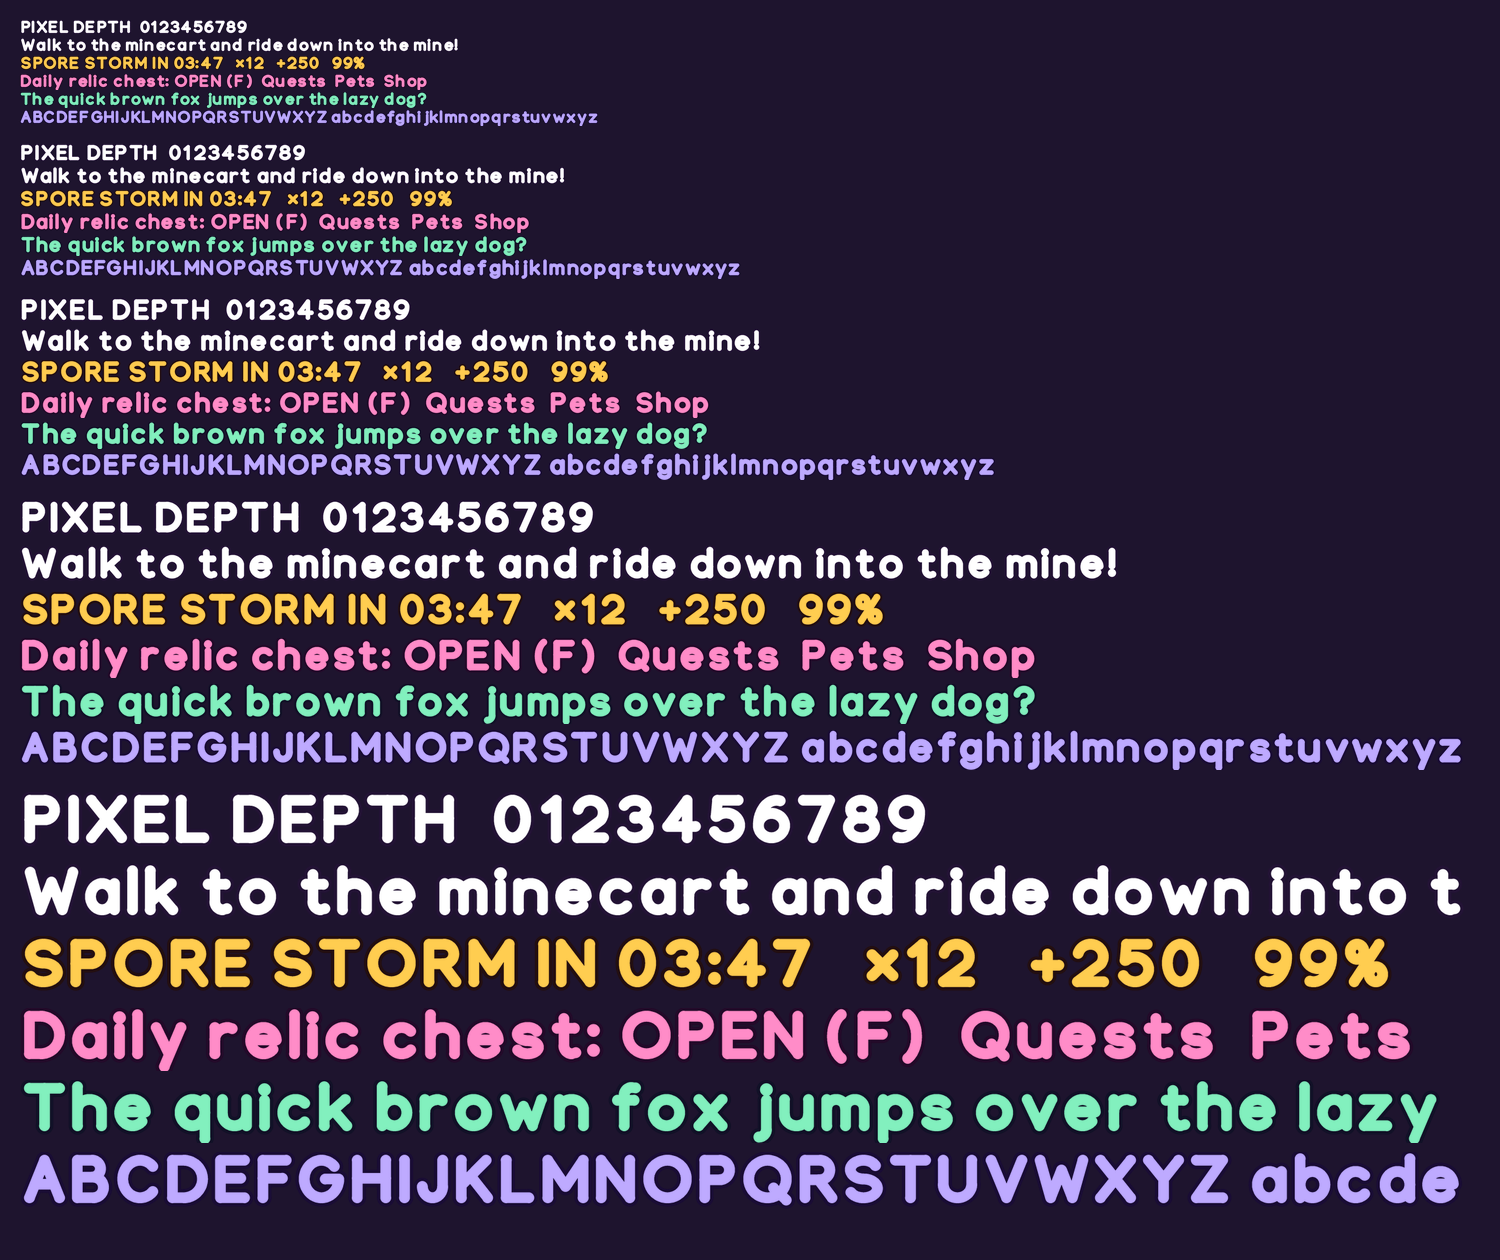 PIXEL DEPTH 0123456789
Walk to the minecart and ride down into the mine!
SPORE STORM IN 03:47 ×12 +250 99%
Daily relic chest: OPEN (F) Quests Pets Shop
The quick brown fox jumps over the lazy dog?
ABCDEFGHIJKLMNOPQRSTUVWXYZ abcdefghijklmnopqrstuvwxyz
PIXEL DEPTH 0123456789
Walk to the minecart and ride down into the mine!
SPORE STORM IN 03:47 ×12 +250 99%
Daily relic chest: OPEN (F) Quests Pets Shop
The quick brown fox jumps over the lazy dog?
ABCDEFGHIJKLMNOPQRSTUVWXYZ abcdefghijklmnopqrstuvwxyz
PIXEL DEPTH 0123456789
Walk to the minecart and ride down into the mine!
SPORE STORM IN 03:47 ×12 +250 99%
Daily relic chest: OPEN (F) Quests Pets Shop
The quick brown fox jumps over the lazy dog?
ABCDEFGHIJKLMNOPQRSTUVWXYZ abcdefghijklmnopqrstuvwxyz
PIXEL DEPTH 0123456789
Walk to the minecart and ride down into the mine!
SPORE STORM IN 03:47 ×12 +250 99%
Daily relic chest: OPEN (F) Quests Pets Shop
The quick brown fox jumps over the lazy dog?
ABCDEFGHIJKLMNOPQRSTUVWXYZ abcdefghijklmnopqrstuvwxyz
PIXEL DEPTH 0123456789
Walk to the minecart and ride down into t
SPORE STORM IN 03:47 ×12 +250 99%
Daily relic chest: OPEN (F) Quests Pets
The quick brown fox jumps over the lazy
ABCDEFGHIJKLMNOPQRSTUVWXYZ abcde